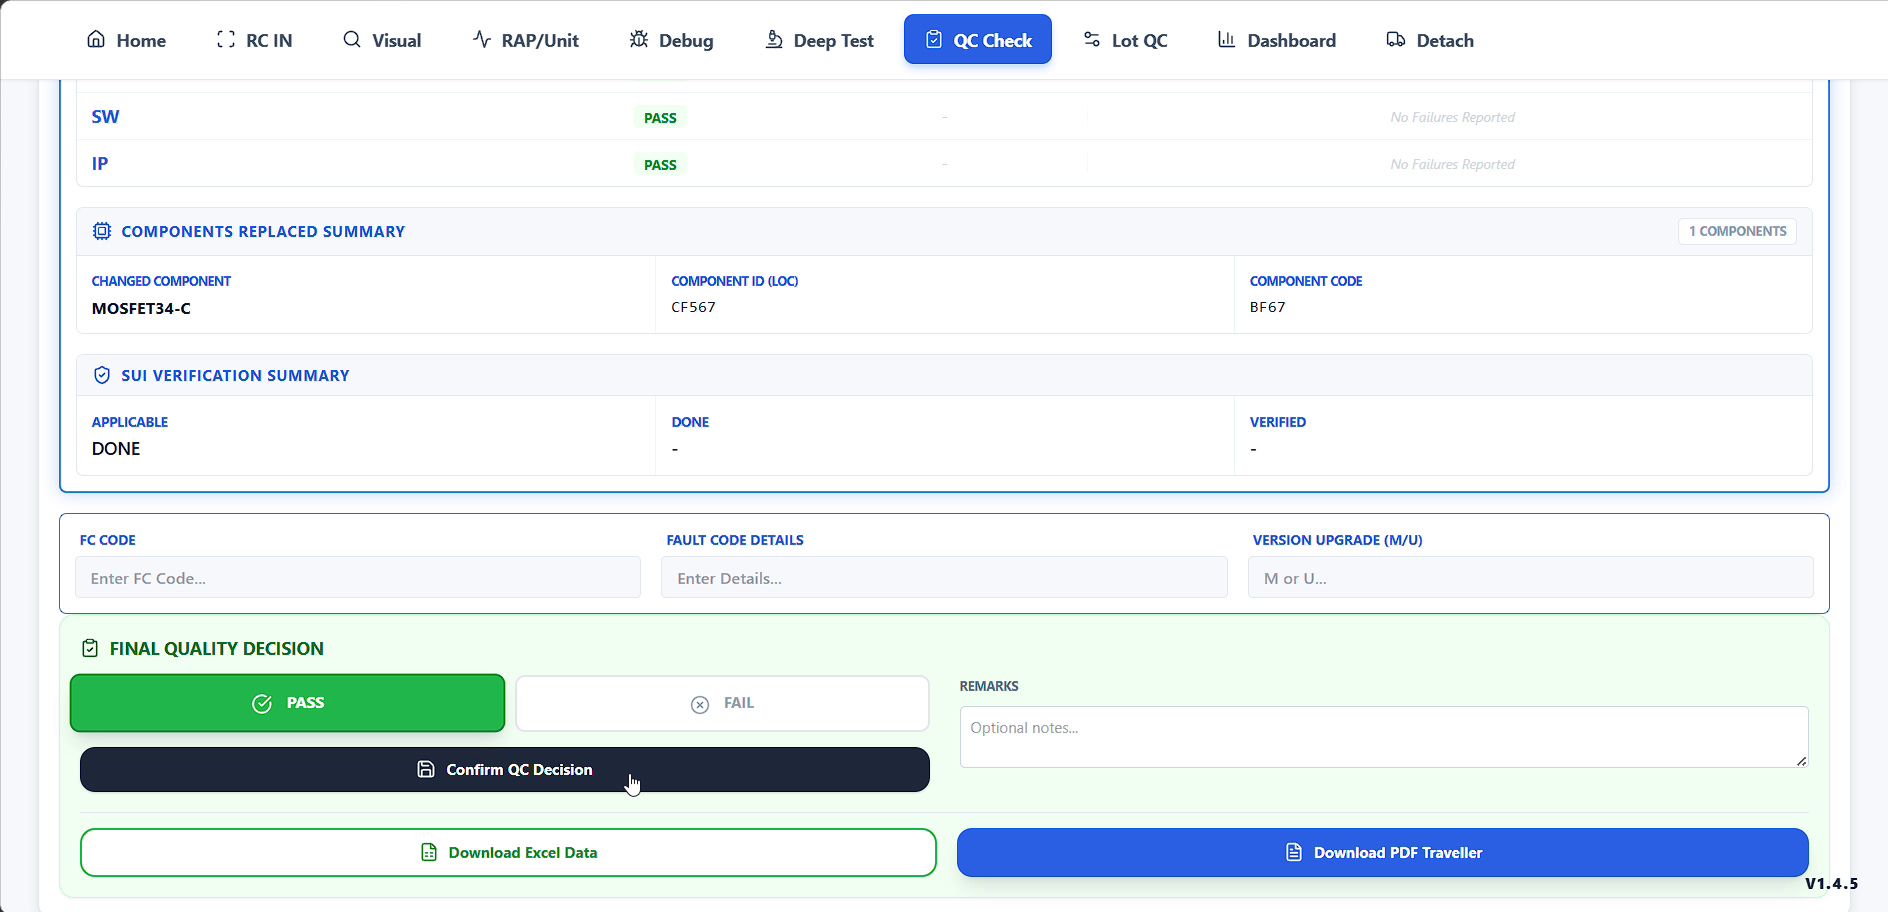 Home RC IN Visual RAP/Unit Debug Deep Test QC Check Lot QC Dashboard Detach
SW PASS - No Failures Reported
IP PASS - No Failures Reported
COMPONENTS REPLACED SUMMARY 1 COMPONENTS
CHANGED COMPONENT COMPONENT ID (LOC) COMPONENT CODE
MOSFET34-C CF567 BF67
SUI VERIFICATION SUMMARY
APPLICABLE DONE VERIFIED
DONE - -
FC CODE FAULT CODE DETAILS VERSION UPGRADE (M/U)
Enter FC Code... Enter Details... M or U...
FINAL QUALITY DECISION
PASS FAIL REMARKS
Optional notes...
Confirm QC Decision
Download Excel Data Download PDF Traveller
V1.4.5